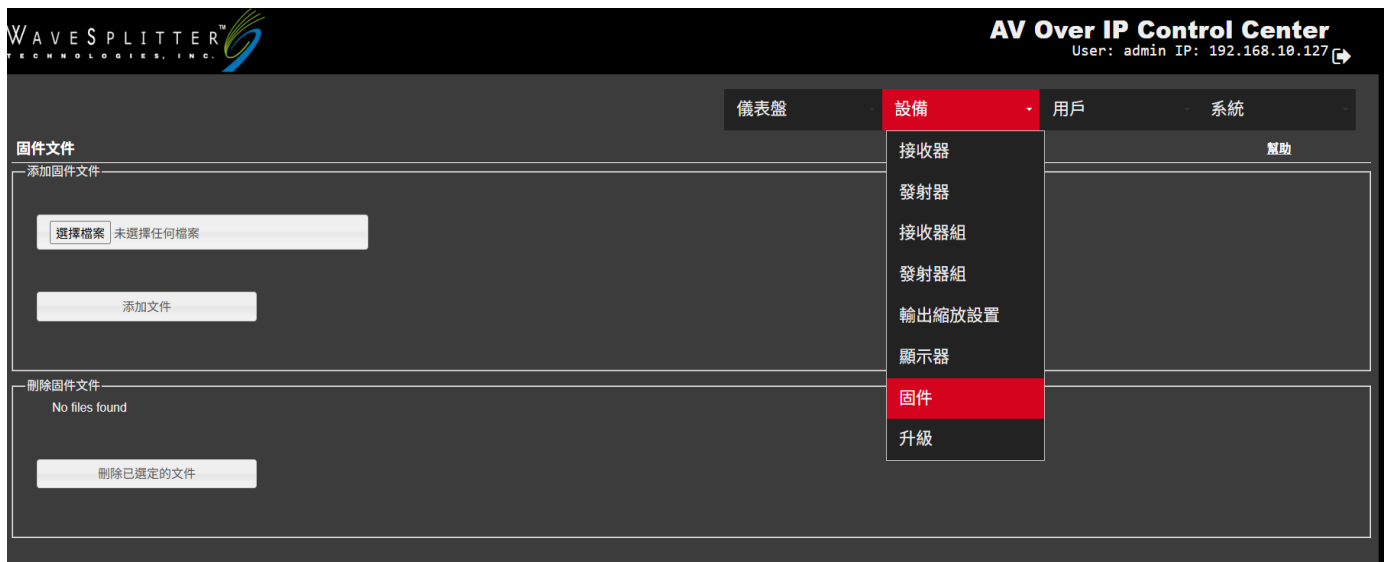 WAVESPLITTER™
TECHNOLOGIES, INC.
AV Over IP Control Center
User: admin IP: 192.168.10.127
儀表盤 設備 用戶 系統
固件文件
幫助
添加固件文件
選擇檔案 未選擇任何檔案
添加文件
刪除固件文件
No files found
刪除已選定的文件
接收器
發射器
接收器組
發射器組
輸出縮放設置
顯示器
固件
升級